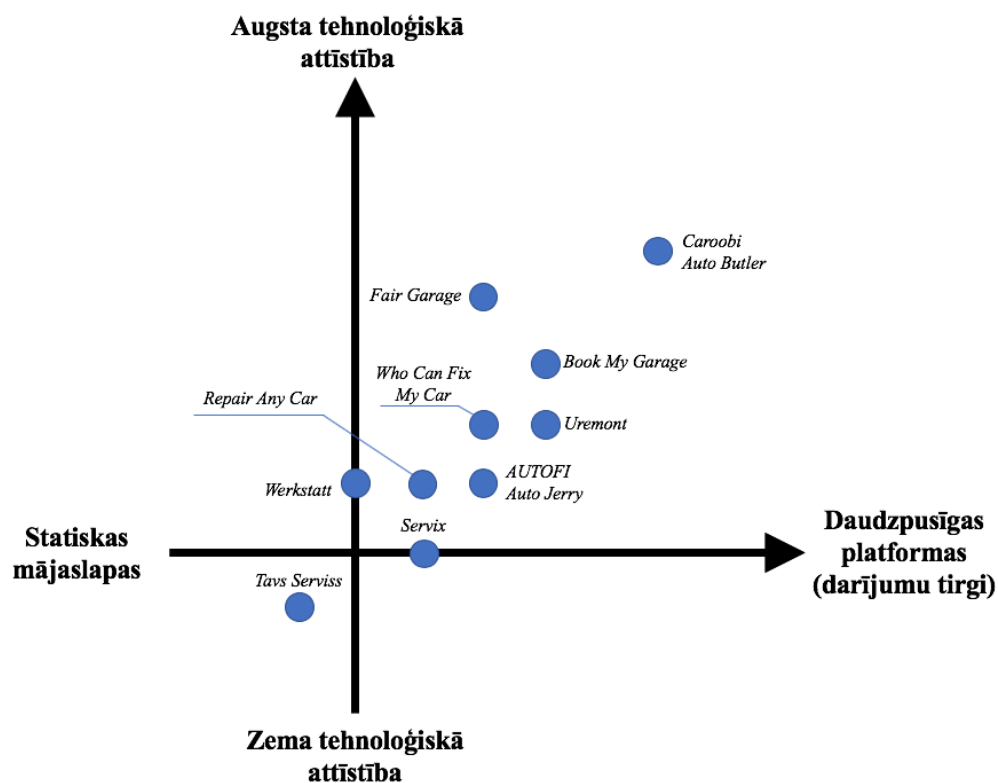 Augsta tehnoloģiskā
attīstība
Caroobi
Auto Butler
Fair Garage
Book My Garage
Who Can Fix
My Car
Repair Any Car
Uremont
AUTOFI
Auto Jerry
Werkstatt
Servix
Statiskas
mājaslapas
Daudzpusīgas
platformas
(darījumu tirgi)
Tavs Serviss
Zema tehnoloģiskā
attīstība